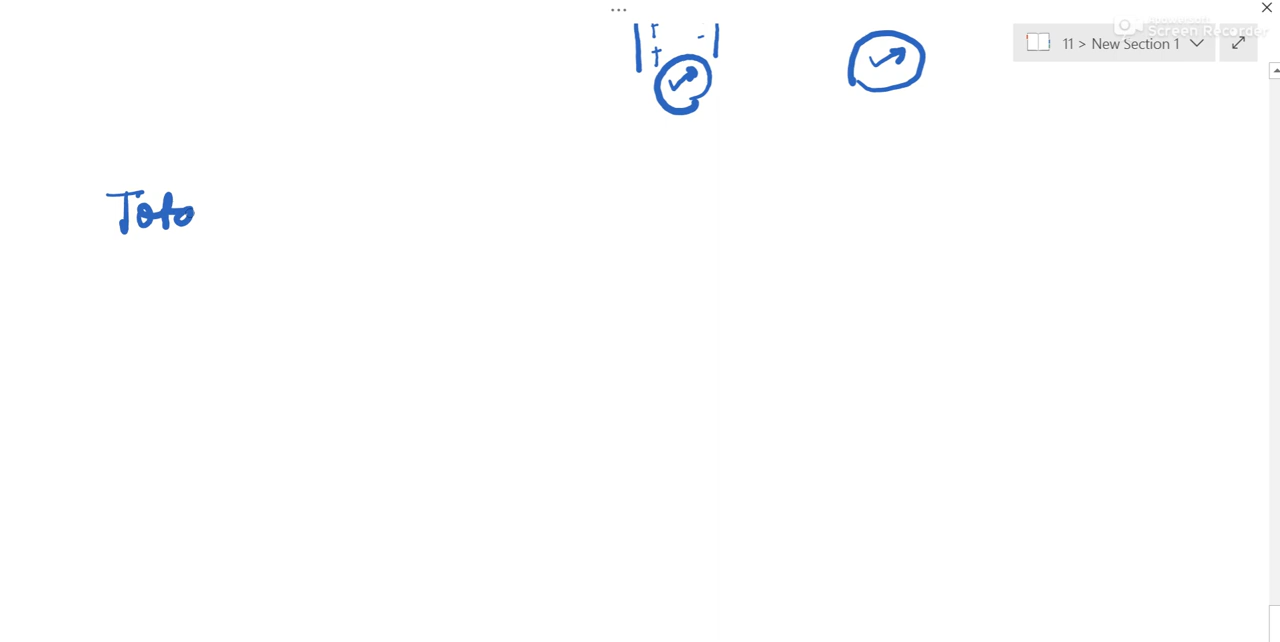 11 > New Section 1
Screen Recorder
+ -
+
Toto